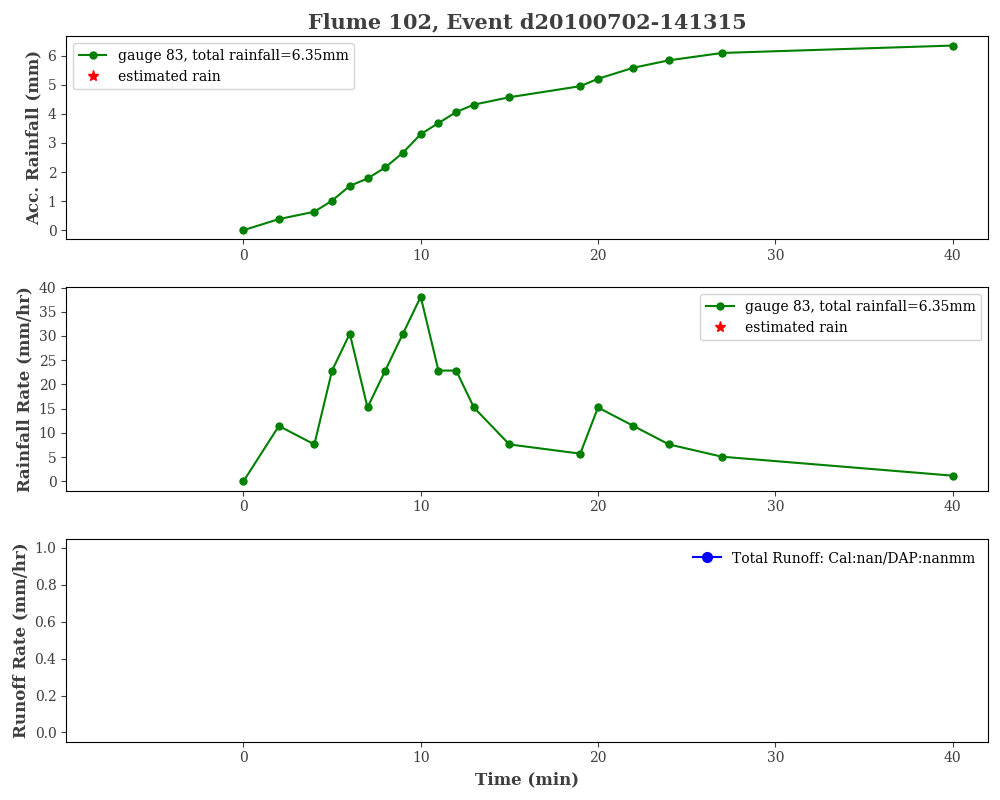 Flume 102, Event d20100702-141315
Acc. Rainfall (mm)
6
5
4
3
2
1
0
gauge 83, total rainfall=6.35mm
estimated rain
0 10 20 30 40
Rainfall Rate (mm/hr)
40
35
30
25
20
15
10
5
0
gauge 83, total rainfall=6.35mm
estimated rain
0 10 20 30 40
Runoff Rate (mm/hr)
1.0
0.8
0.6
0.4
0.2
0.0
Total Runoff: Cal:nan/DAP:nanmm
0 10 20 30 40
Time (min)